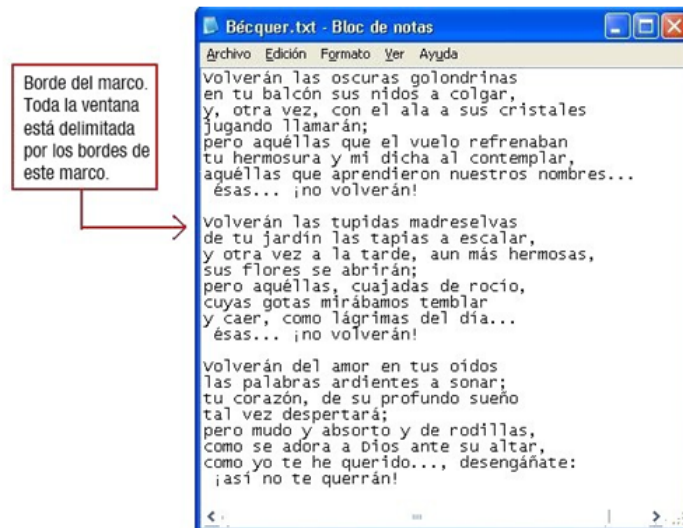 Bécquer.txt - Bloc de notas
Archivo Edición Formato Ver Ayuda
Borde del marco.
Toda la ventana
está delimitada
por los bordes de
este marco.
Volverán las oscuras golondrinas
en tu balcón sus nidos a colgar,
y, otra vez, con el ala a sus cristales
jugando llamarán;
pero aquéllas que el vuelo refrenaban
tu hermosura y mi dicha al contemplar,
aquéllas que aprendieron nuestros nombres...
ésas... ¡no volverán!
Volverán las tupidas madreselvas
de tu jardín las tapias a escalar,
y otra vez a la tarde, aun más hermosas,
sus flores se abrirán;
pero aquéllas, cuajadas de rocío,
cuyas gotas mirábamos temblar
y caer, como lágrimas del día...
ésas... ¡no volverán!
Volverán del amor en tus oídos
las palabras ardientes a sonar;
tu corazón, de su profundo sueño
tal vez despertará;
pero mudo y absorto y de rodillas,
como se adora a Dios ante su altar,
como yo te he querido..., desengáñate:
¡así no te querrán!